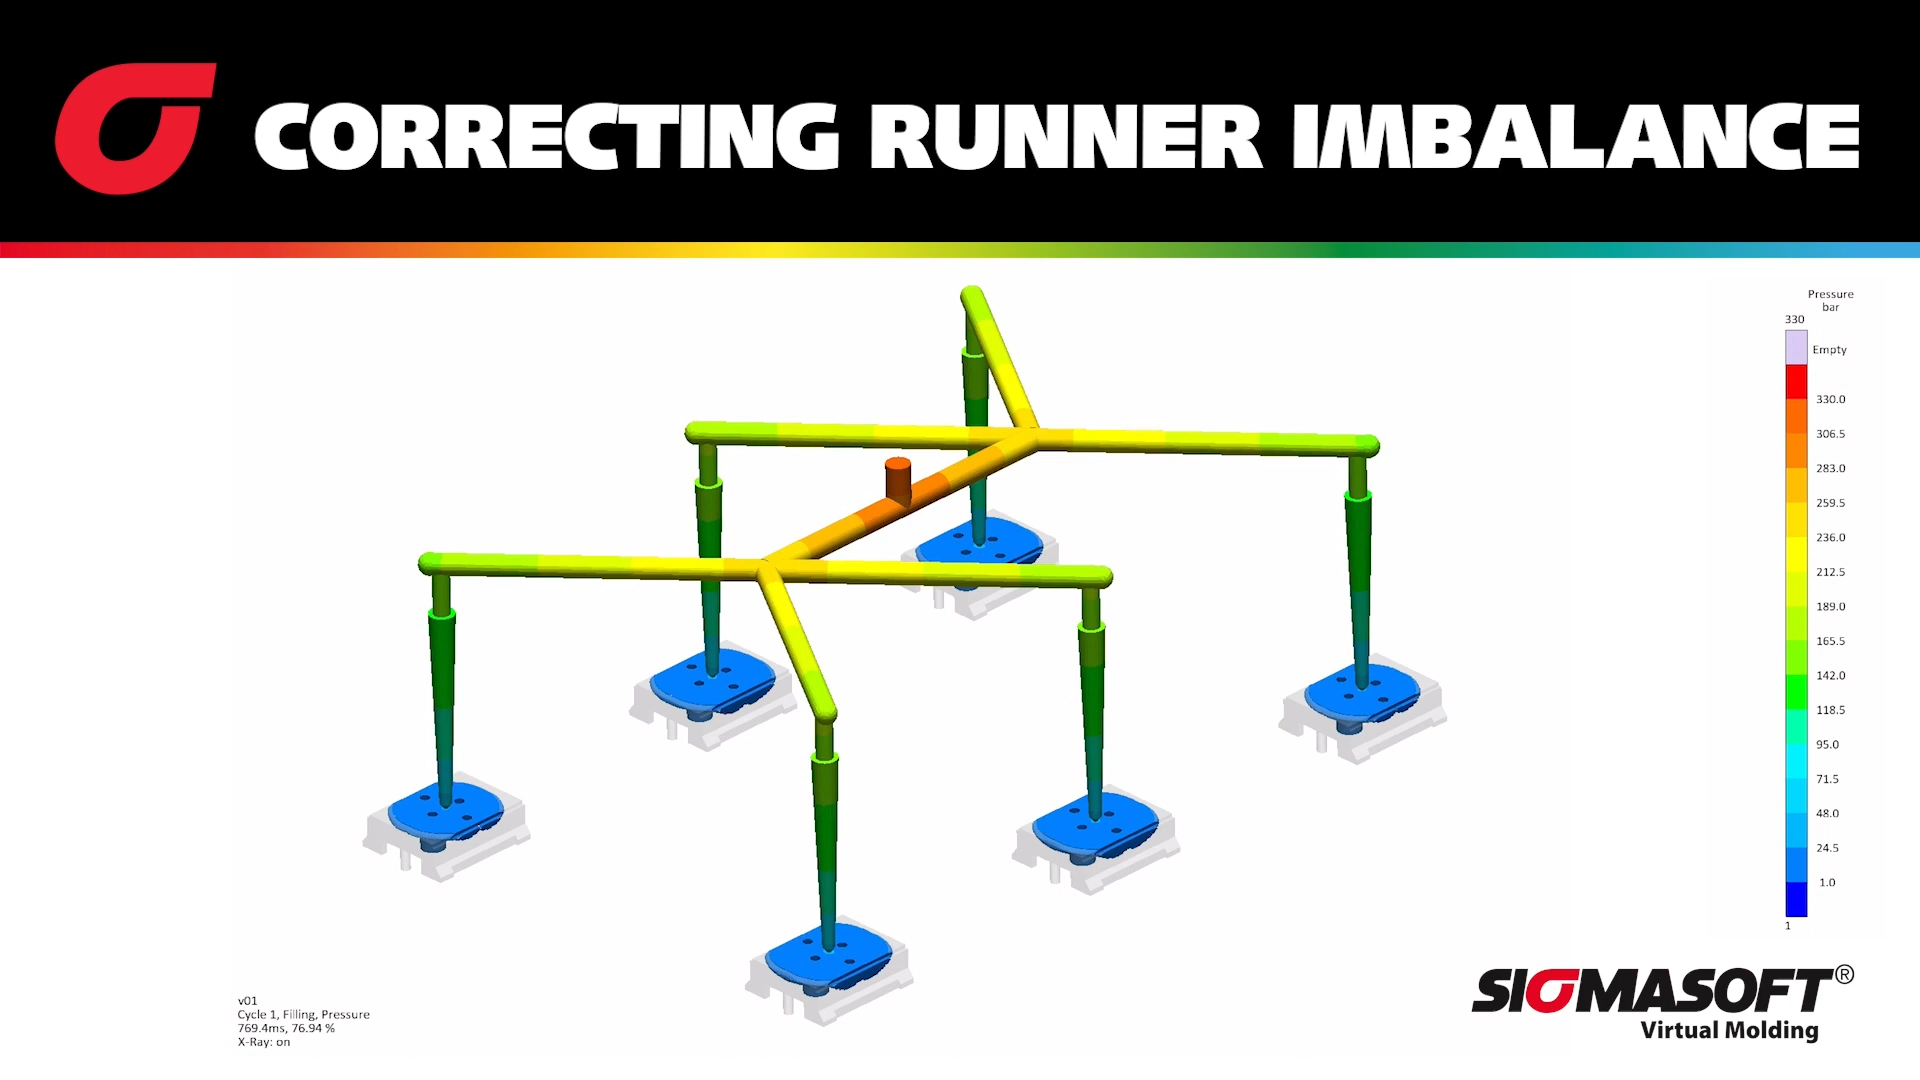 CORRECTING RUNNER IMBALANCE
Pressure
bar
330
Empty
330.0
306.5
283.0
259.5
236.0
212.5
189.0
165.5
142.0
118.5
95.0
71.5
48.0
24.5
1.0
1
v01
Cycle 1, Filling, Pressure
769.4ms, 76.94 %
X-Ray: on
SIGMASOFT®
Virtual Molding